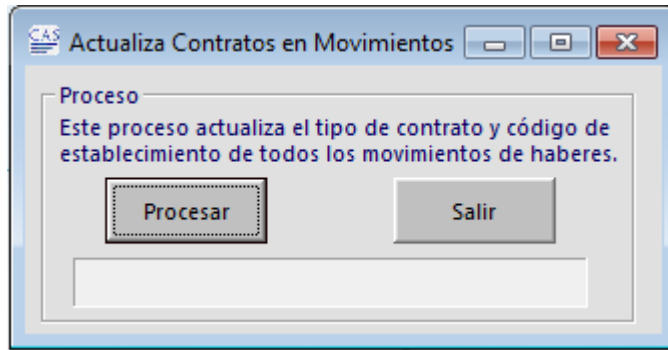 CAS Actualiza Contratos en Movimientos
Proceso
Este proceso actualiza el tipo de contrato y código de
establecimiento de todos los movimientos de haberes.
Procesar Salir